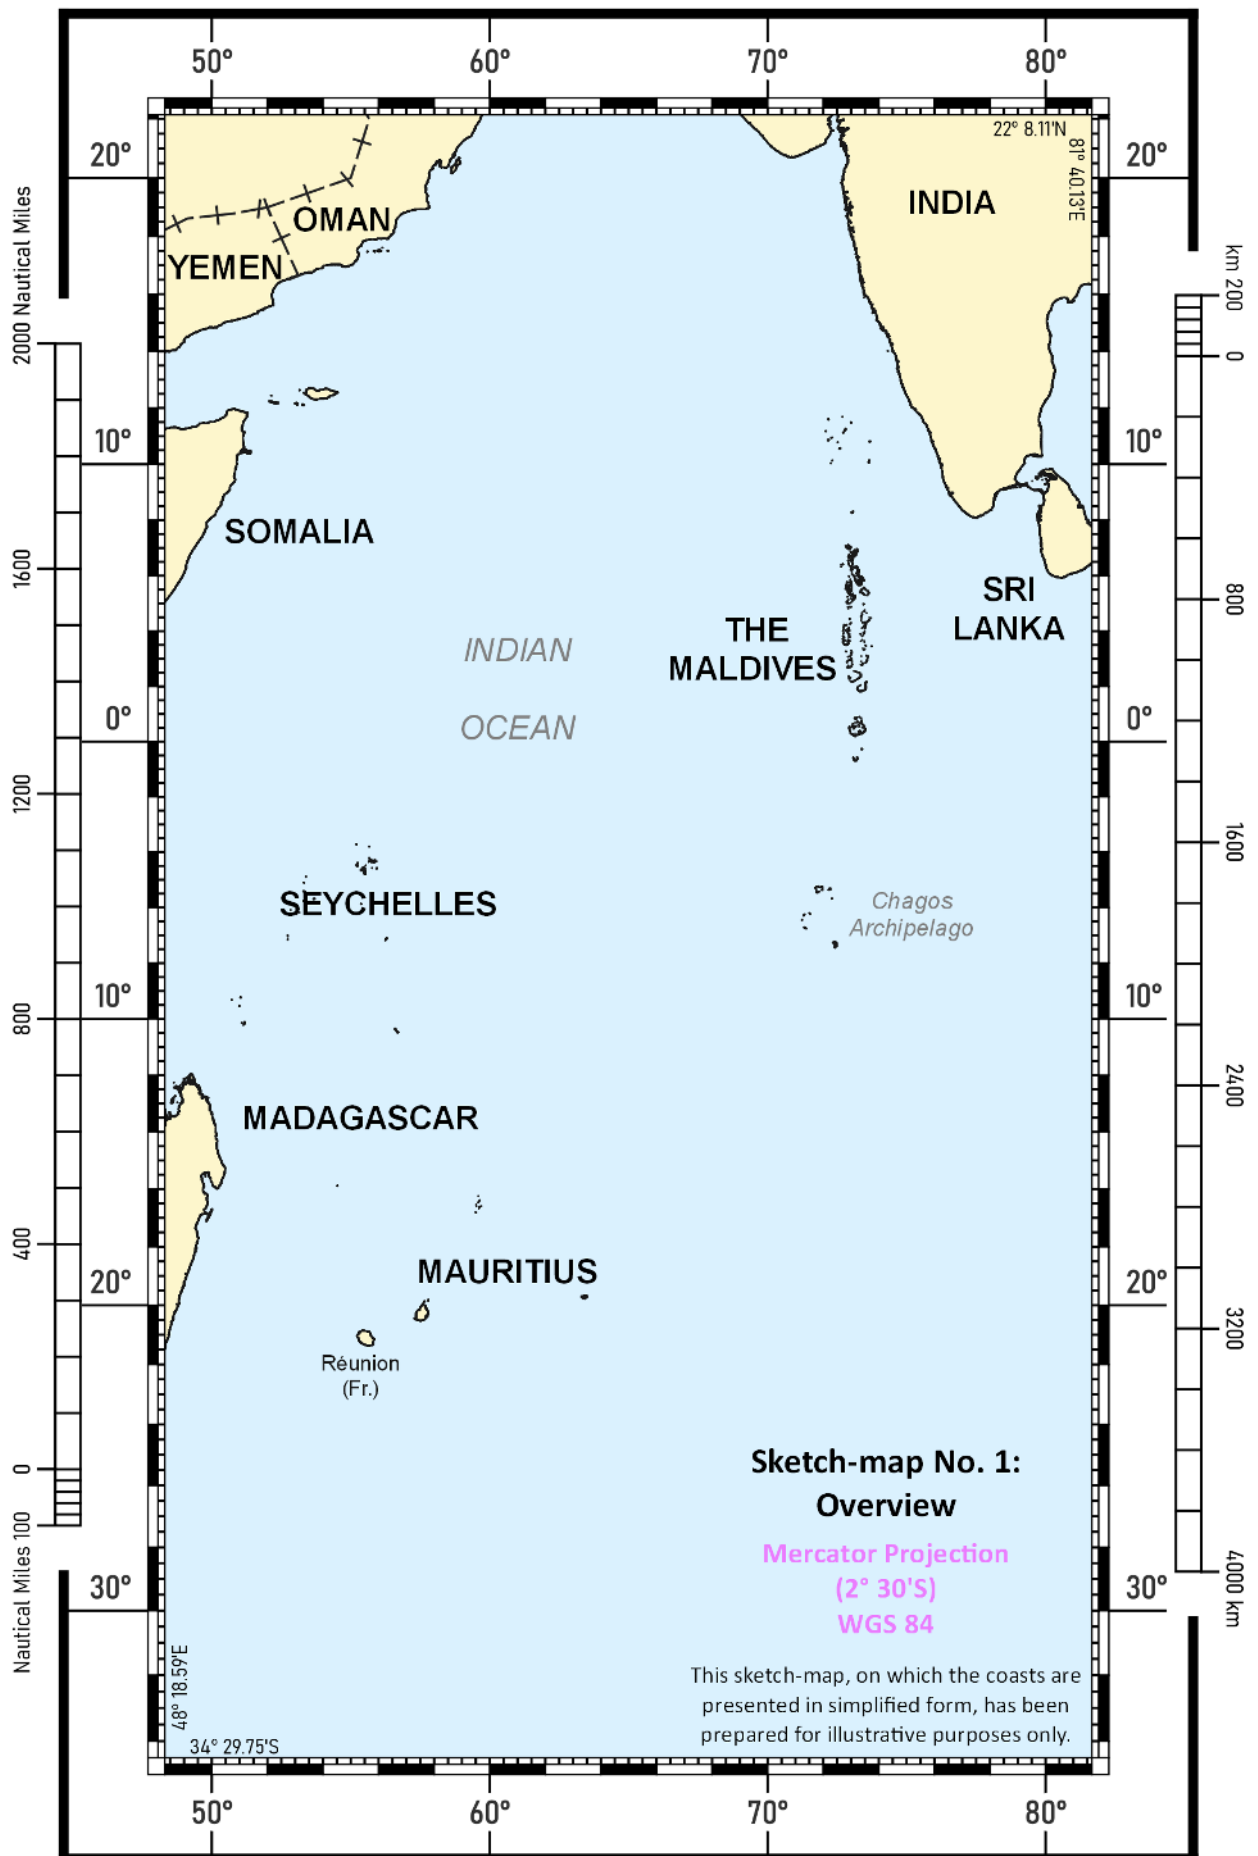 50°
60°
70°
80°
22° 8.11'N
81° 40.13'E
20°
20°
OMAN
INDIA
YEMEN
2000 Nautical Miles
km 200
0
10°
10°
SOMALIA
1600
800
SRI
LANKA
THE
MALDIVES
INDIAN
OCEAN
0°
0°
1200
1600
SEYCHELLES
Chagos
Archipelago
10°
10°
800
2400
MADAGASCAR
400
MAURITIUS
20°
20°
3200
Réunion
(Fr.)
0
Sketch-map No. 1:
Overview
Mercator Projection
(2° 30'S)
WGS 84
Nautical Miles 100
4000 km
30°
30°
This sketch-map, on which the coasts are
presented in simplified form, has been
prepared for illustrative purposes only.
48° 18.59'E
34° 29.75'S
50°
60°
70°
80°